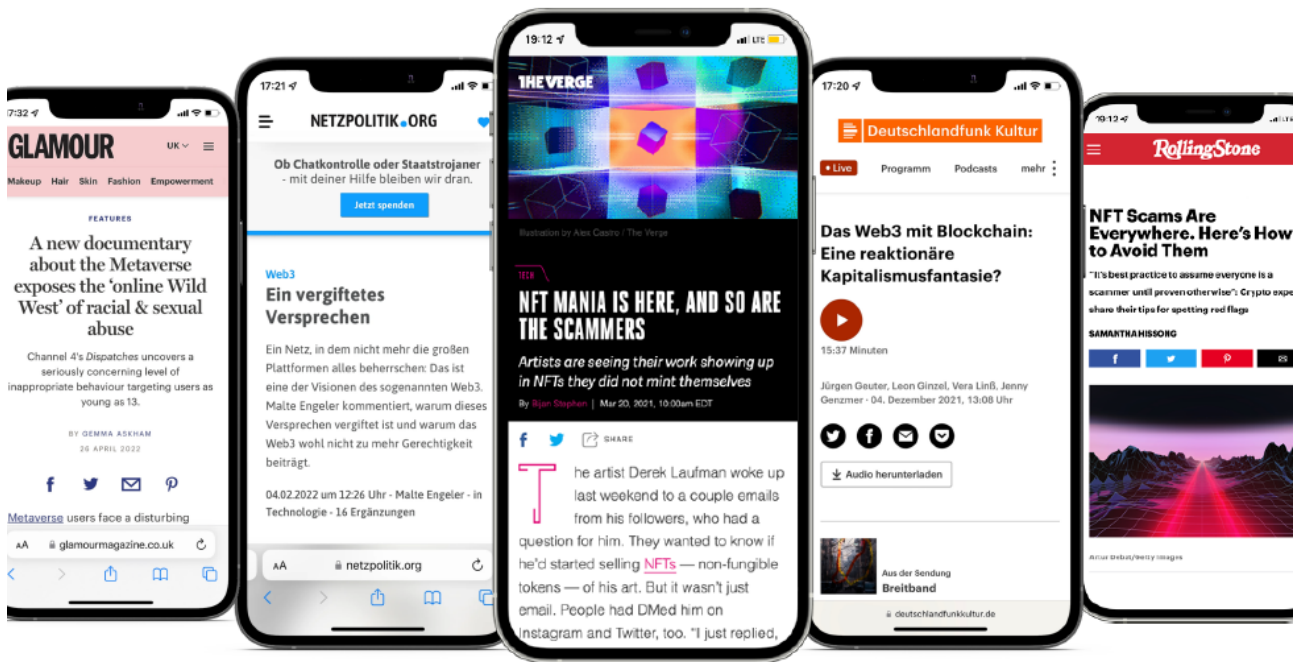 7:32
GLAMOUR
UK
Makeup Hair Skin Fashion Empowerment
FEATURES
A new documentary
about the Metaverse
exposes the ‘online Wild
West’ of racial & sexual
abuse
Channel 4's Dispatches uncovers a
seriously concerning level of
inappropriate behaviour targeting users as
young as 13.
BY GEMMA ASKHAM
26 APRIL 2022
Metaverse users face a disturbing
AA glamourmagazine.co.uk
17:21
NETZPOLITIK.ORG
Ob Chatkontrolle oder Staatstrojaner
- mit deiner Hilfe bleiben wir dran.
Jetzt spenden
Web3
Ein vergiftetes
Versprechen
Ein Netz, in dem nicht mehr die großen
Plattformen alles beherrschen: Das ist
eine der Visionen des sogenannten Web3.
Malte Engeler kommentiert, warum dieses
Versprechen vergiftet ist und warum das
Web3 wohl nicht zu mehr Gerechtigkeit
beiträgt.
04.02.2022 um 12:26 Uhr - Malte Engeler - in
Technologie - 16 Ergänzungen
AA netzpolitik.org
19:12 LTE
THE VERGE
Illustration by Alex Castro / The Verge
TECH
NFT MANIA IS HERE, AND SO ARE
THE SCAMMERS
Artists are seeing their work showing up
in NFTs they did not mint themselves
By Bijan Stephen | Mar 20, 2021, 10:00am EDT
SHARE
The artist Derek Laufman woke up
last weekend to a couple emails
from his followers, who had a
question for him. They wanted to know if
he'd started selling NFTs — non-fungible
tokens — of his art. But it wasn't just
email. People had DMed him on
Instagram and Twitter, too. “I just replied,
17:20
Deutschlandfunk Kultur
Live Programm Podcasts mehr
Das Web3 mit Blockchain:
Eine reaktionäre
Kapitalismusfantasie?
15:37 Minuten
Jürgen Geuter, Leon Ginzel, Vera Linß, Jenny
Genzmer · 04. Dezember 2021, 13:08 Uhr
Audio herunterladen
Aus der Sendung
Breitband
deutschlandfunkkultur.de
19:12 LTE
RollingStone
NFT Scams Are
Everywhere. Here's How
to Avoid Them
"It's best practice to assume everyone is a
scammer until proven otherwise": Crypto expe
share their tips for spotting red flags
SAMANTHA HISSONG
Artur Debat/Getty Images